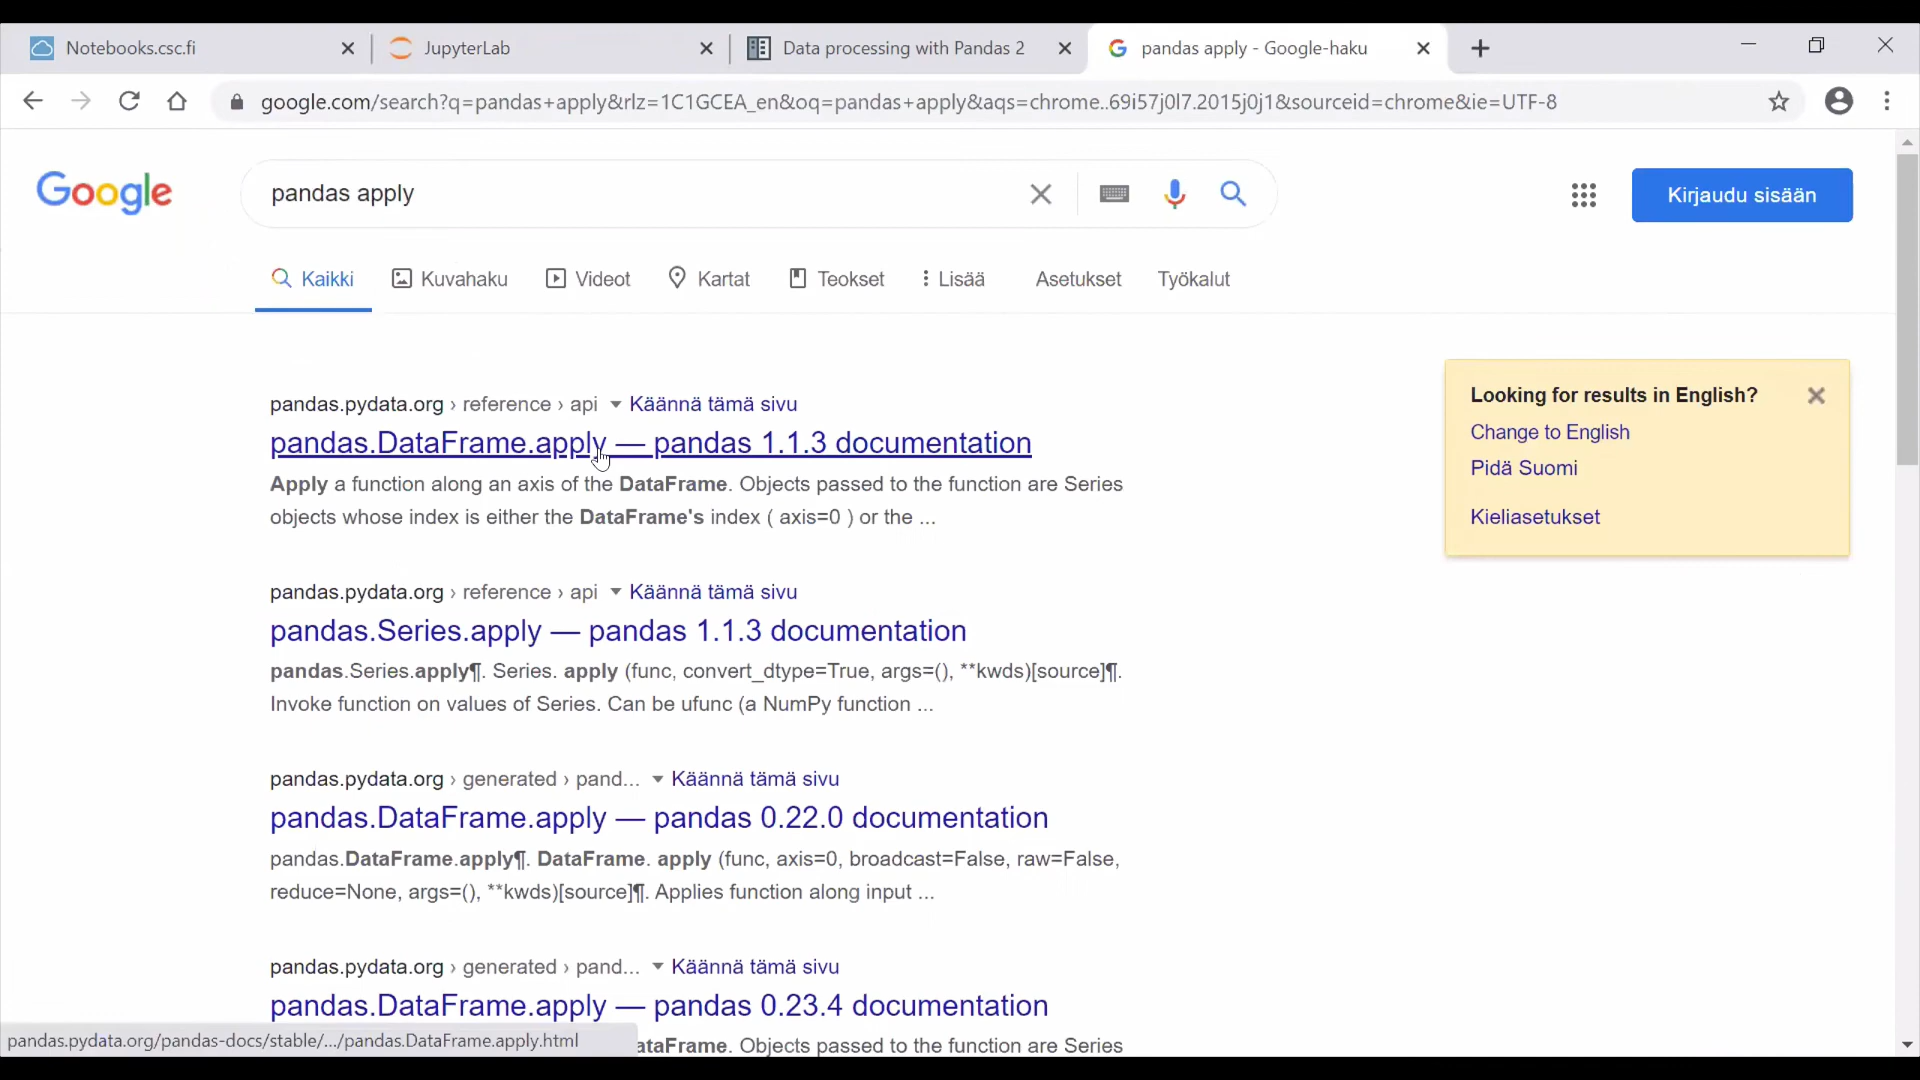 Notebooks.csc.fi
JupyterLab
Data processing with Pandas 2
pandas apply - Google-haku
google.com/search?q=pandas+apply&rlz=1C1GCEA_en&oq=pandas+apply&aqs=chrome..69i57j0l7.2015j0j1&sourceid=chrome&ie=UTF-8
Google
pandas apply
Kirjaudu sisään
Kaikki
Kuvahaku
Videot
Kartat
Teokset
Lisää
Asetukset
Työkalut
pandas.pydata.org › reference › api Käännä tämä sivu
pandas.DataFrame.apply — pandas 1.1.3 documentation
Apply a function along an axis of the DataFrame. Objects passed to the function are Series
objects whose index is either the DataFrame's index ( axis=0 ) or the ...
Looking for results in English?
Change to English
Pidä Suomi
Kieliasetukset
pandas.pydata.org › reference › api Käännä tämä sivu
pandas.Series.apply — pandas 1.1.3 documentation
pandas.Series.apply¶. Series. apply (func, convert_dtype=True, args=(), **kwds)[source]¶.
Invoke function on values of Series. Can be ufunc (a NumPy function ...
pandas.pydata.org › generated › pand... Käännä tämä sivu
pandas.DataFrame.apply — pandas 0.22.0 documentation
pandas.DataFrame.apply¶. DataFrame. apply (func, axis=0, broadcast=False, raw=False,
reduce=None, args=(), **kwds)[source]¶. Applies function along input ...
pandas.pydata.org › generated › pand... Käännä tämä sivu
pandas.DataFrame.apply — pandas 0.23.4 documentation
pandas.pydata.org/pandas-docs/stable/.../pandas.DataFrame.apply.html
ataFrame. Objects passed to the function are Series